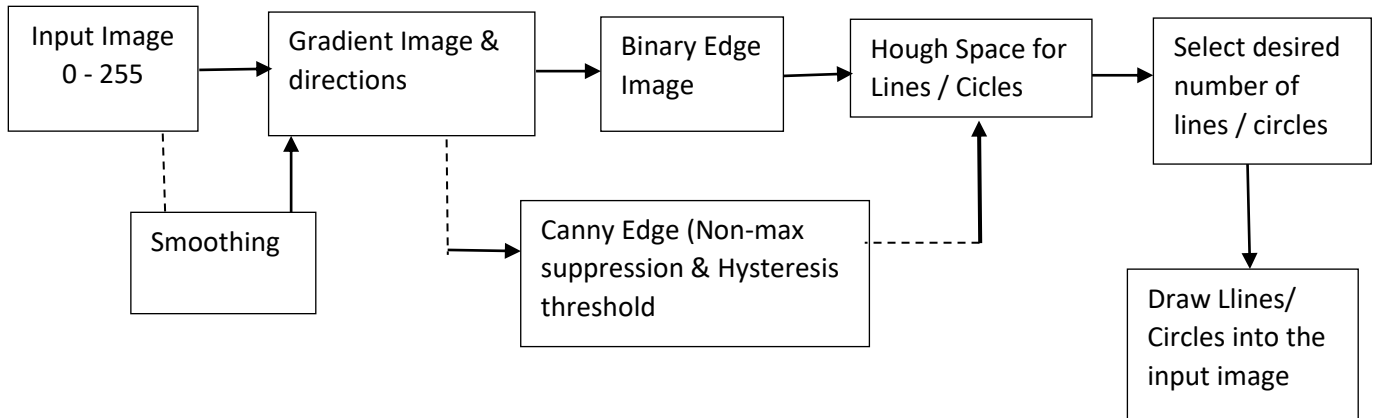 Input Image
0 - 255
Gradient Image &
directions
Binary Edge
Image
Hough Space for
Lines / Cicles
Select desired
number of
lines / circles
Smoothing
Canny Edge (Non-max
suppression & Hysteresis
threshold
Draw Llines/
Circles into the
input image